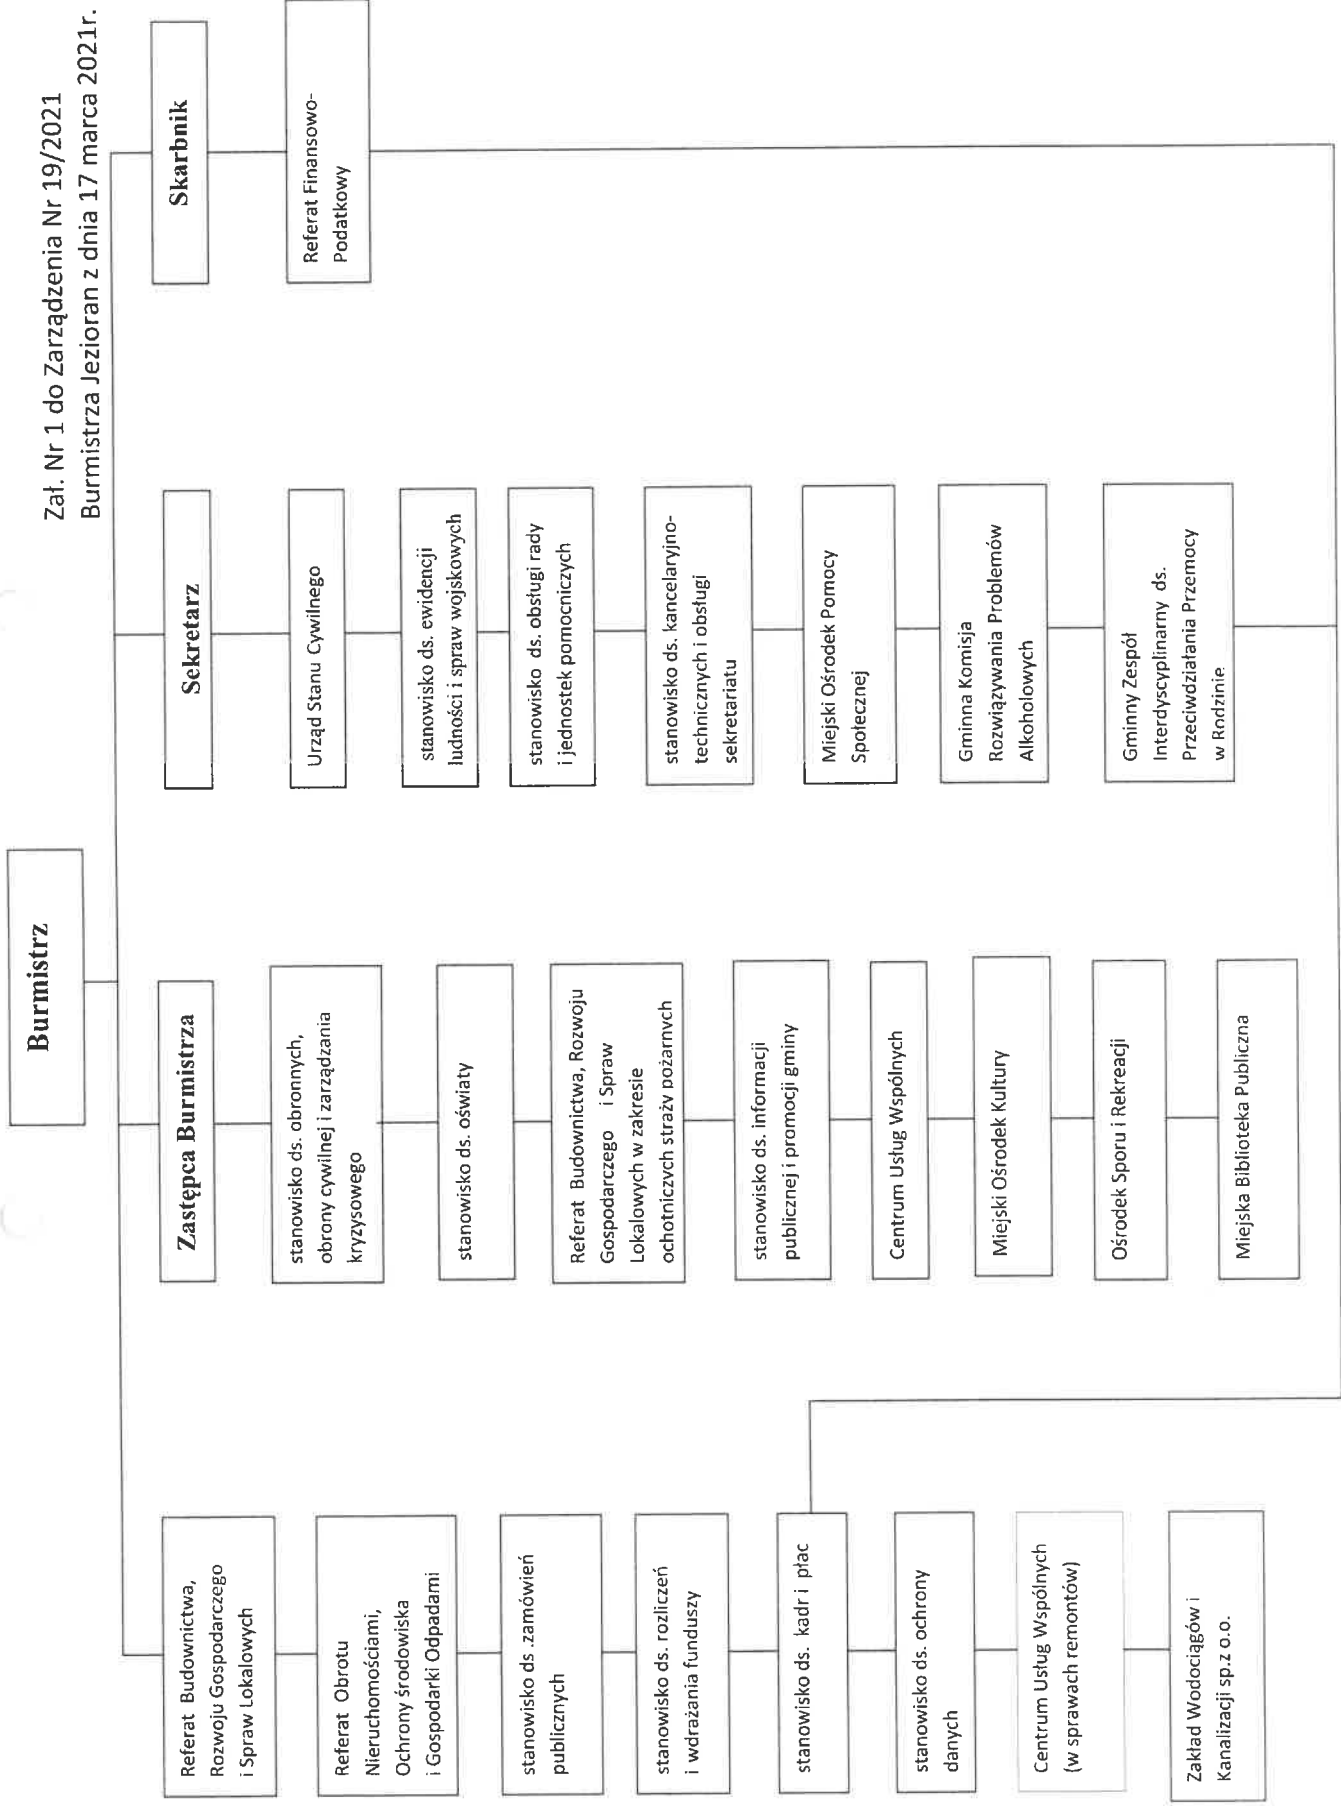 Zał. Nr 1 do Zarządzenia Nr 19/2021
Burmistrza Jezioran z dnia 17 marca 2021r.
Burmistrz
Referat Budownictwa,
Rozwoju Gospodarczego
i Spraw Lokalowych
Referat Obrotu
Nieruchomościami,
Ochrony środowiska
i Gospodarki Odpadami
stanowisko ds .zamówień
publicznych
stanowisko ds. rozliczeń
i wdrażania funduszy
stanowisko ds. kadr i płac
stanowisko ds. ochrony
danych
Centrum Usług Wspólnych
(w sprawach remontów)
Zakład Wodociągów i
Kanalizacji sp.z o.o.
Zastępca Burmistrza
stanowisko ds. obronnych,
obrony cywilnej i zarządzania
kryzysowego
stanowisko ds. oświaty
Referat Budownictwa, Rozwoju
Gospodarczego i Spraw
Lokalowych w zakresie
ochotniczych straży pożarnych
stanowisko ds. informacji
publicznej i promocji gminy
Centrum Usług Wspólnych
Miejski Ośrodek Kultury
Ośrodek Sporu i Rekreacji
Miejska Biblioteka Publiczna
Sekretarz
Urząd Stanu Cywilnego
stanowisko ds. ewidencji
ludności i spraw wojskowych
stanowisko ds. obsługi rady
i jednostek pomocniczych
stanowisko ds. kancelaryjno-
technicznych i obsługi
sekretariatu
Miejski Ośrodek Pomocy
Społecznej
Gminna Komisja
Rozwiązywania Problemów
Alkoholowych
Gminny Zespół
Interdyscyplinarny ds.
Przeciwdziałania Przemocy
w Rodzinie
Skarbnik
Referat Finansowo-
Podatkowy